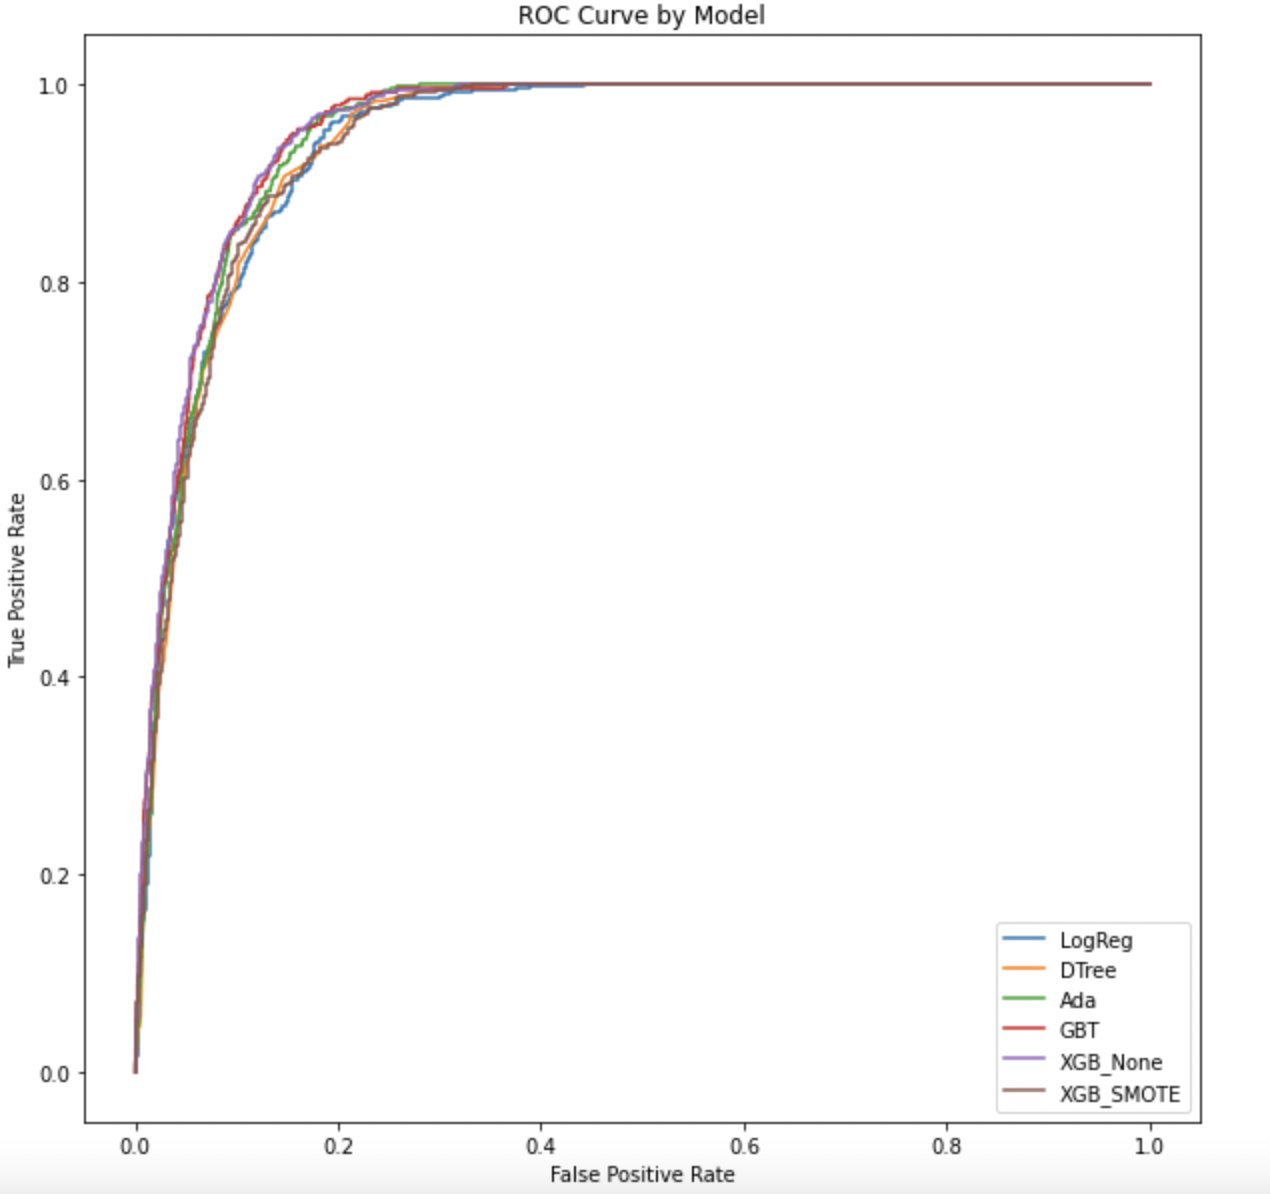 ROC Curve by Model
1.0
0.8
0.6
0.4
0.2
0.0
True Positive Rate
LogReg
DTree
Ada
GBT
XGB_None
XGB_SMOTE
0.0 0.2 0.4 0.6 0.8 1.0
False Positive Rate